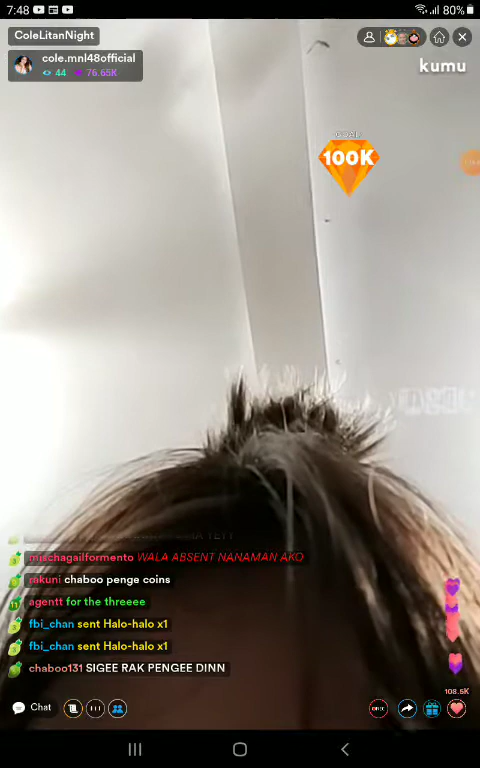 7:48
80%
ColeLitanNight
cole.mnl48official
44 76.65K
kumu
GOAL
100K
mischagailformento WALA ABSENT NANAMAN AKO
rakuni chaboo penge coins
agentt for the threeee
fbi_chan sent Halo-halo x1
fbi_chan sent Halo-halo x1
chaboo131 SIGEE RAK PENGEE DINN
108.5K
Chat